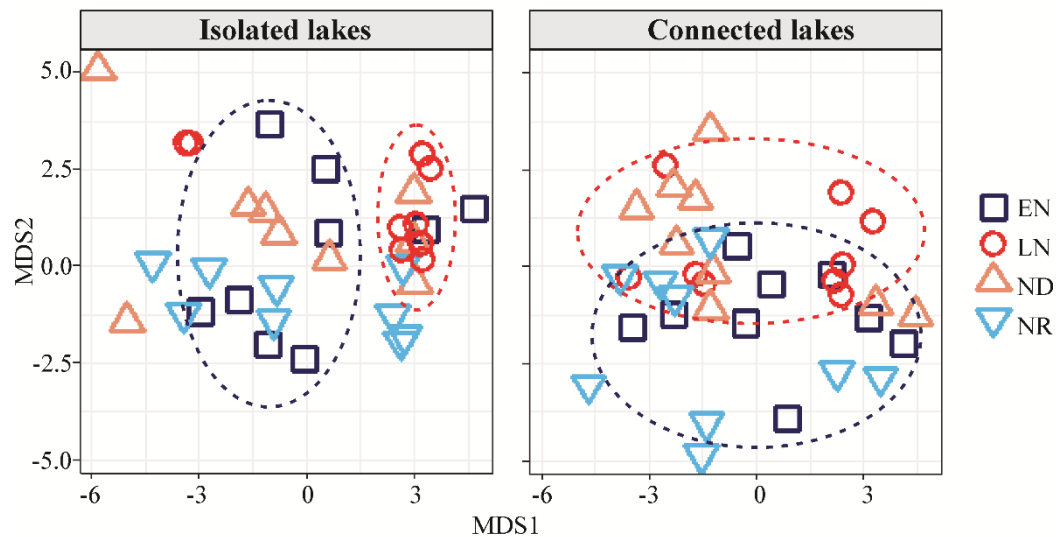 Isolated lakes
Connected lakes
5.0
2.5
0.0
-2.5
-5.0
MDS2
-6
-3
0
3
-6
-3
0
3
MDS1
EN
LN
ND
NR